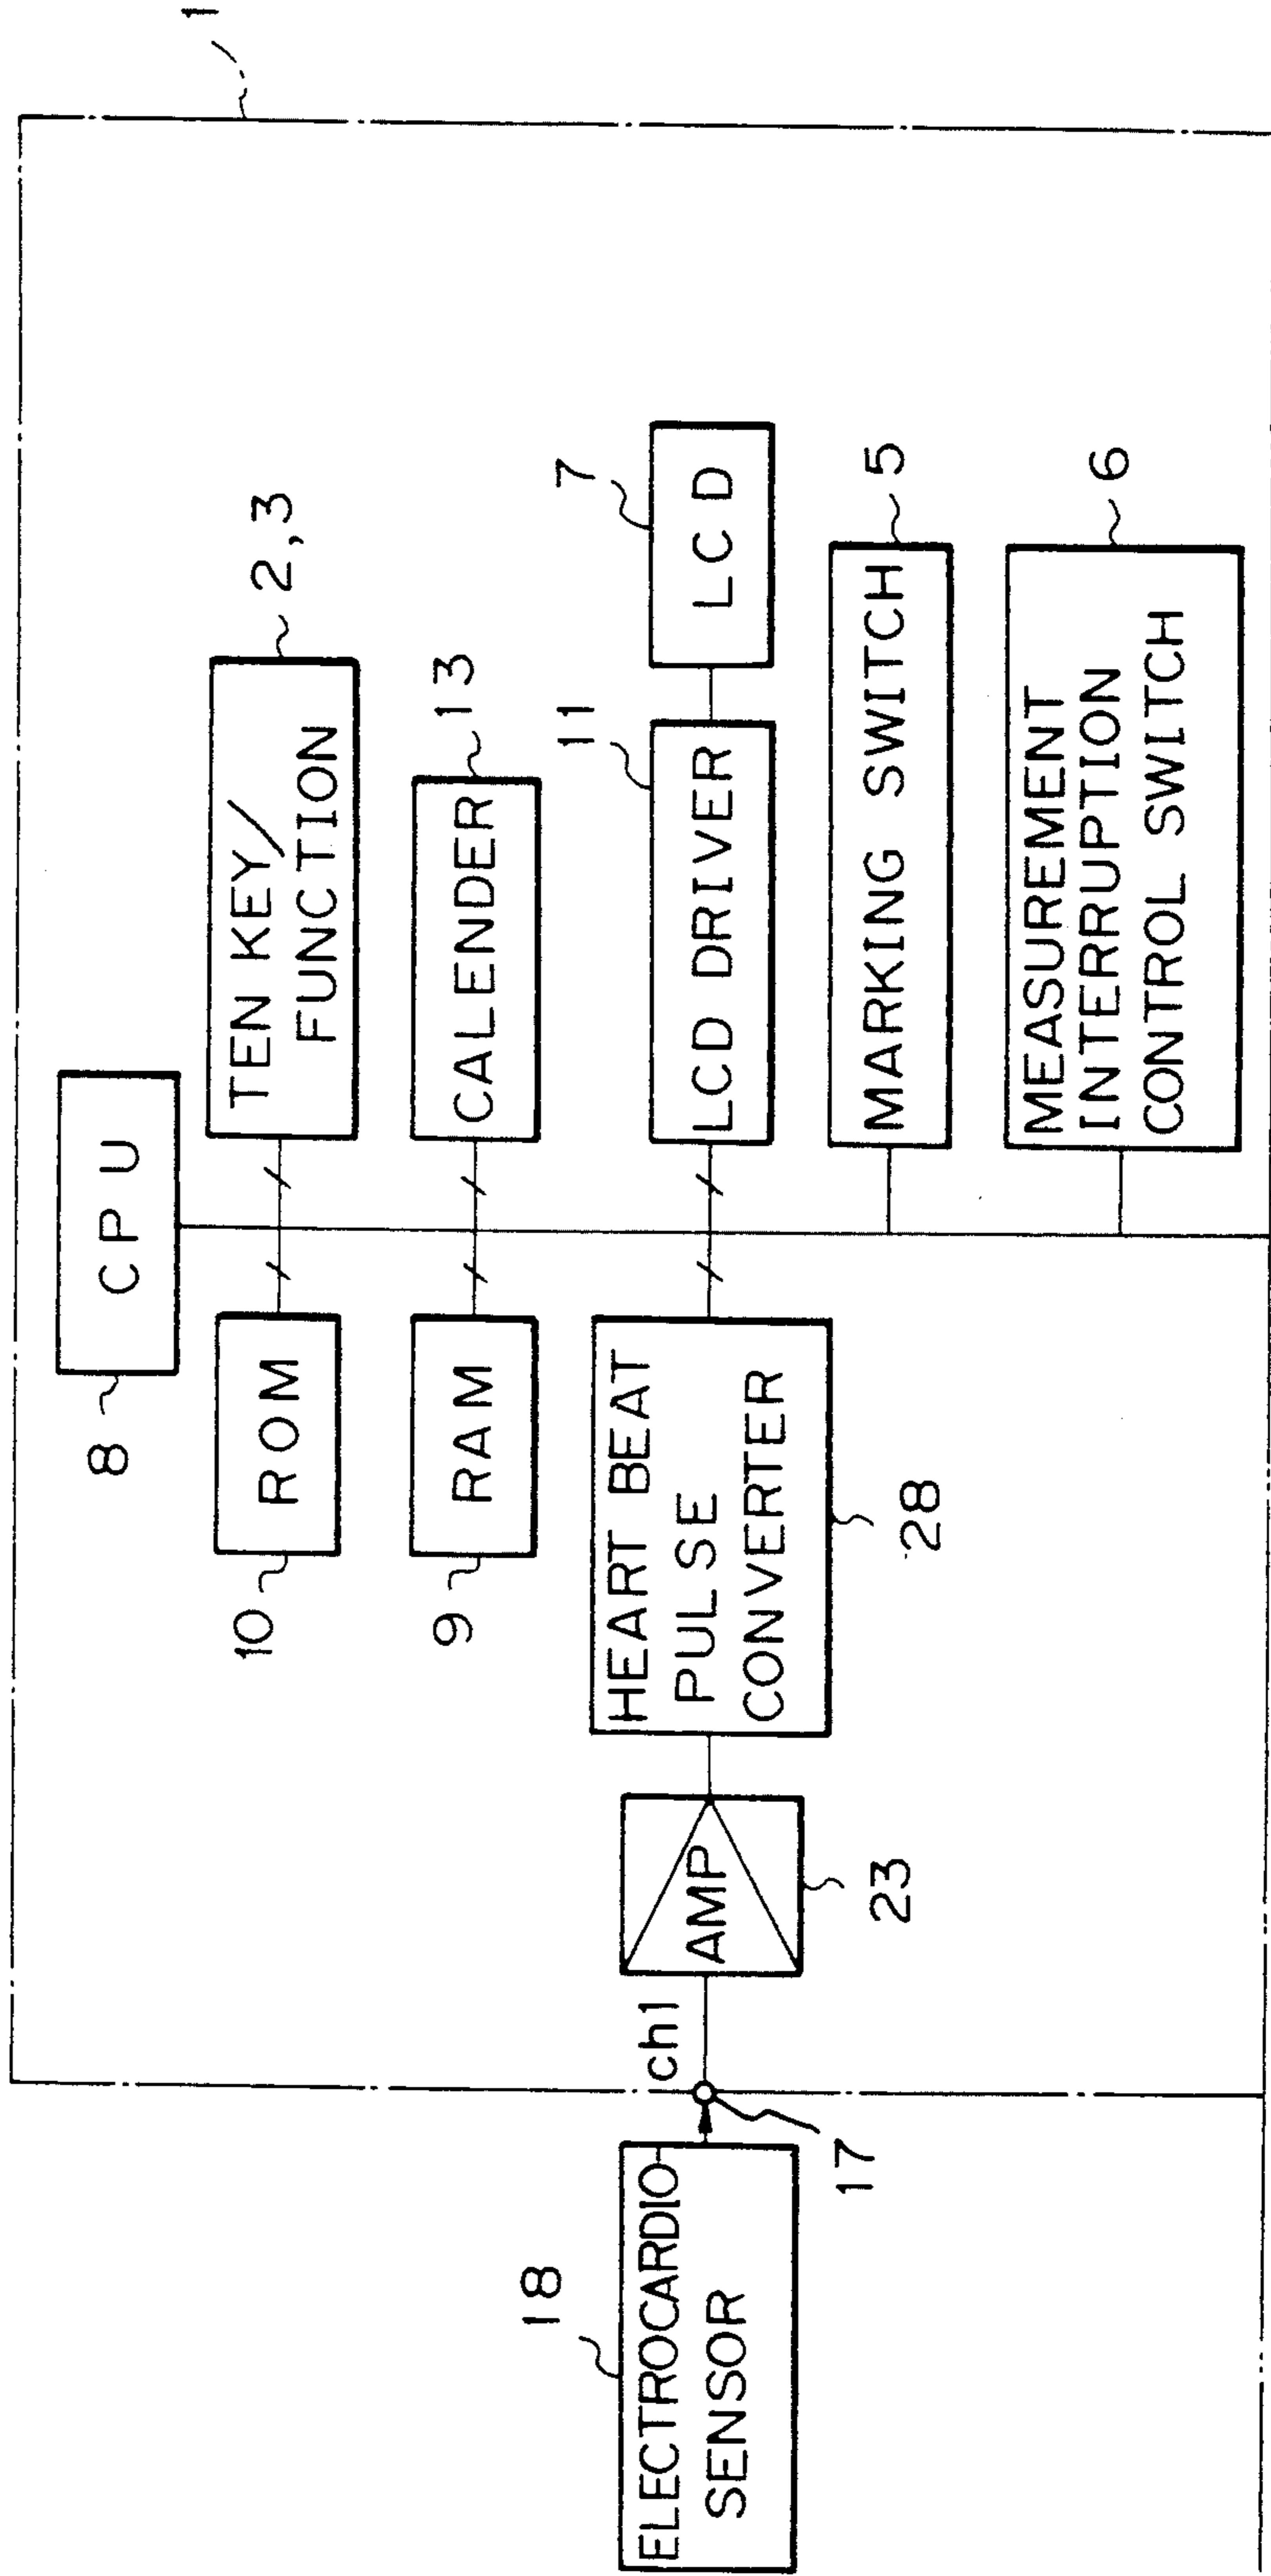 1
CPU
8
TEN KEY/
FUNCTION
2,3
ROM
10
CALENDER
13
RAM
9
ELECTROCARDIO
SENSOR
18
17
ch1
AMP
23
HEART BEAT
PULSE
CONVERTER
28
LCD DRIVER
11
LCD
7
MARKING SWITCH
5
MEASUREMENT
INTERRUPTION
CONTROL SWITCH
6